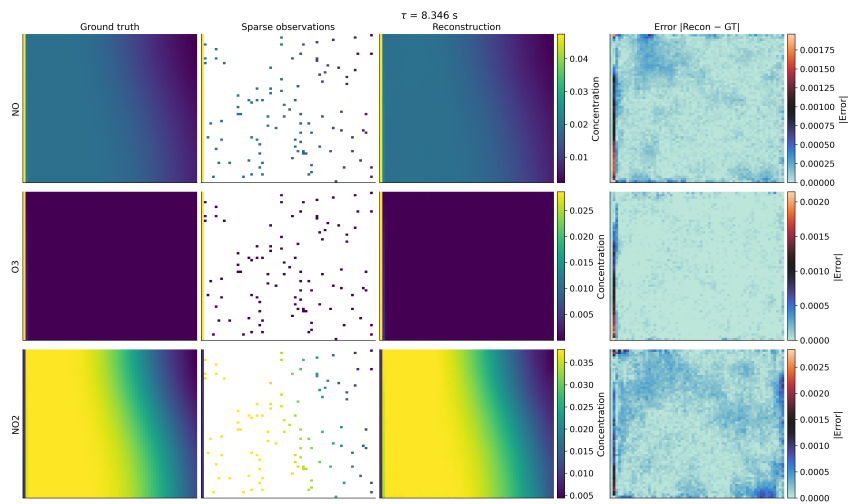 τ = 8.346 s
Ground truth
Sparse observations
Reconstruction
Error |Recon − GT|
NO
0.04
0.03
0.02
0.01
Concentration
0.00175
0.00150
0.00125
0.00100
0.00075
0.00050
0.00025
0.00000
|Error|
O3
0.025
0.020
0.015
0.010
0.005
Concentration
0.0020
0.0015
0.0010
0.0005
0.0000
|Error|
NO2
0.035
0.030
0.025
0.020
0.015
0.010
0.005
Concentration
0.0025
0.0020
0.0015
0.0010
0.0005
0.0000
|Error|